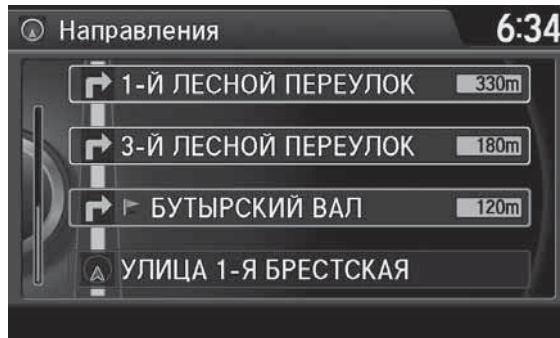 Направления 6:34
1-Й ЛЕСНОЙ ПЕРЕУЛОК 330m
3-Й ЛЕСНОЙ ПЕРЕУЛОК 180m
БУТЫРСКИЙ ВАЛ 120m
УЛИЦА 1-Я БРЕСТСКАЯ